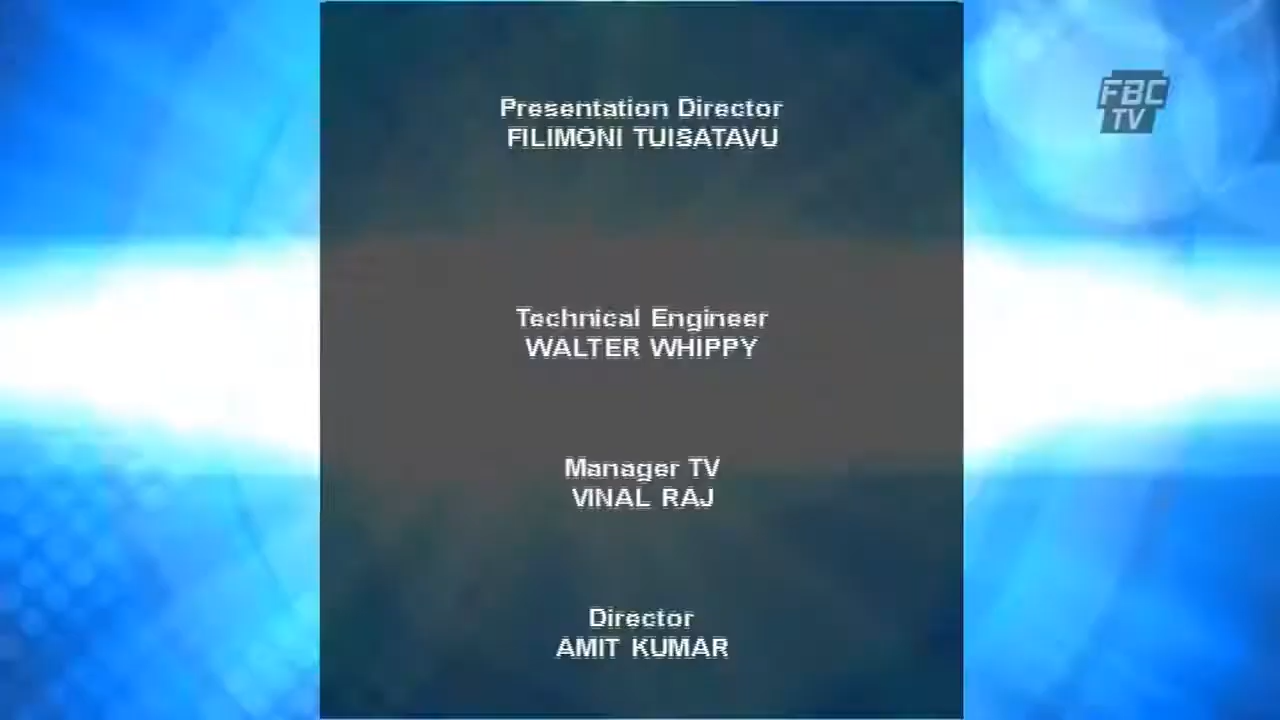 FBC
TV
Presentation Director
FILIMONI TUISATAVU
Technical Engineer
WALTER WHIPPY
Manager TV
VINAL RAJ
Director
AMIT KUMAR